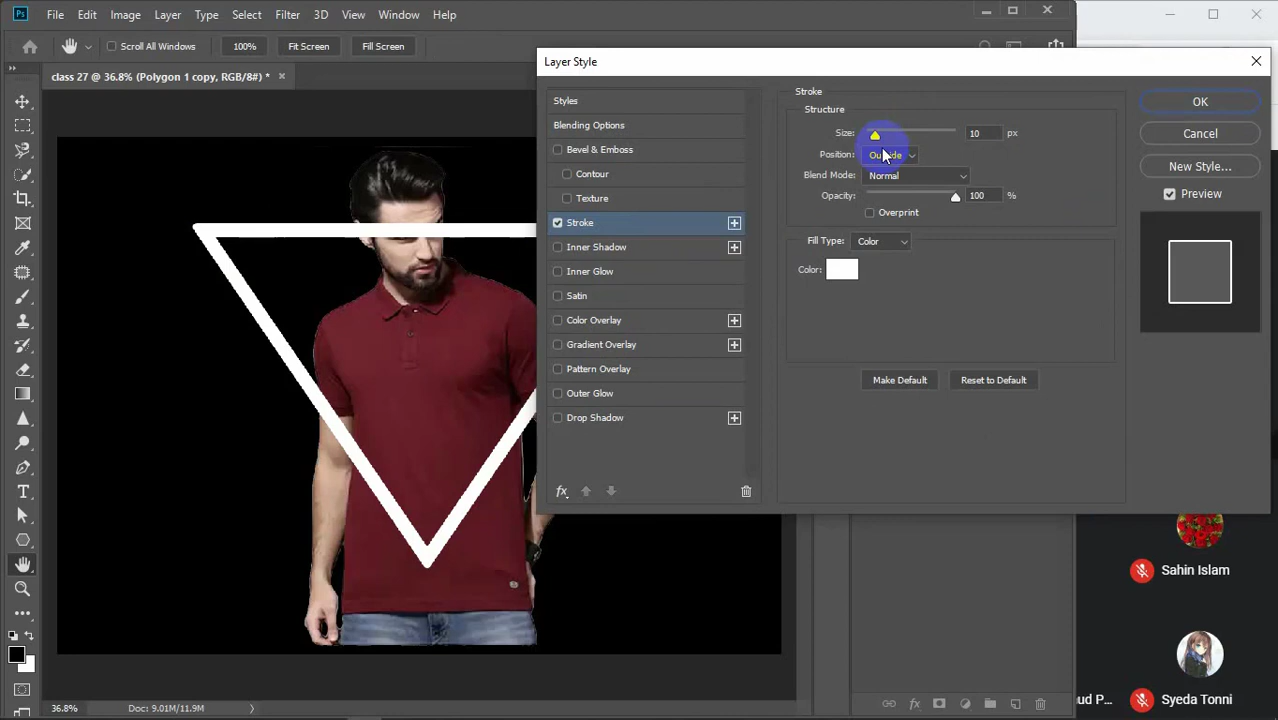 Ps File Edit Image Layer Type Select Filter 3D View Window Help
Scroll All Windows 100% Fit Screen Fill Screen
class 27 @ 36.8% (Polygon 1 copy, RGB/8#) *
Layer Style
Styles
Blending Options
Bevel & Emboss
Contour
Texture
Stroke
Inner Shadow
Inner Glow
Satin
Color Overlay
Gradient Overlay
Pattern Overlay
Outer Glow
Drop Shadow
fx
Stroke
Structure
Size: 10 px
Position: Outside
Blend Mode: Normal
Opacity: 100 %
Overprint
Fill Type: Color
Color:
Make Default Reset to Default
OK
Cancel
New Style...
Preview
Sahin Islam
Syeda Tonni
ud P...
36.8% Doc: 9.01M/11.9M
fx